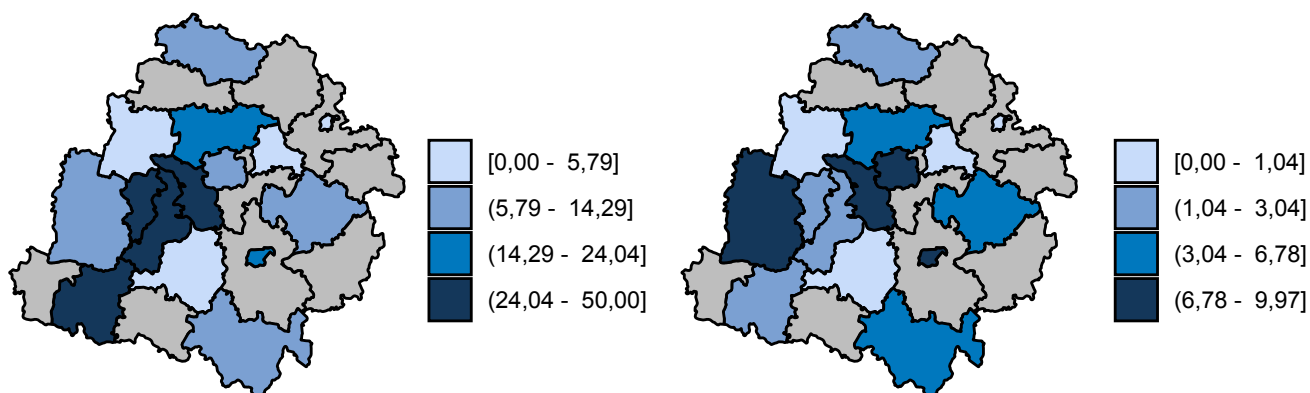 [0,00 - 5,79]
(5,79 - 14,29]
(14,29 - 24,04]
(24,04 - 50,00]
[0,00 - 1,04]
(1,04 - 3,04]
(3,04 - 6,78]
(6,78 - 9,97]